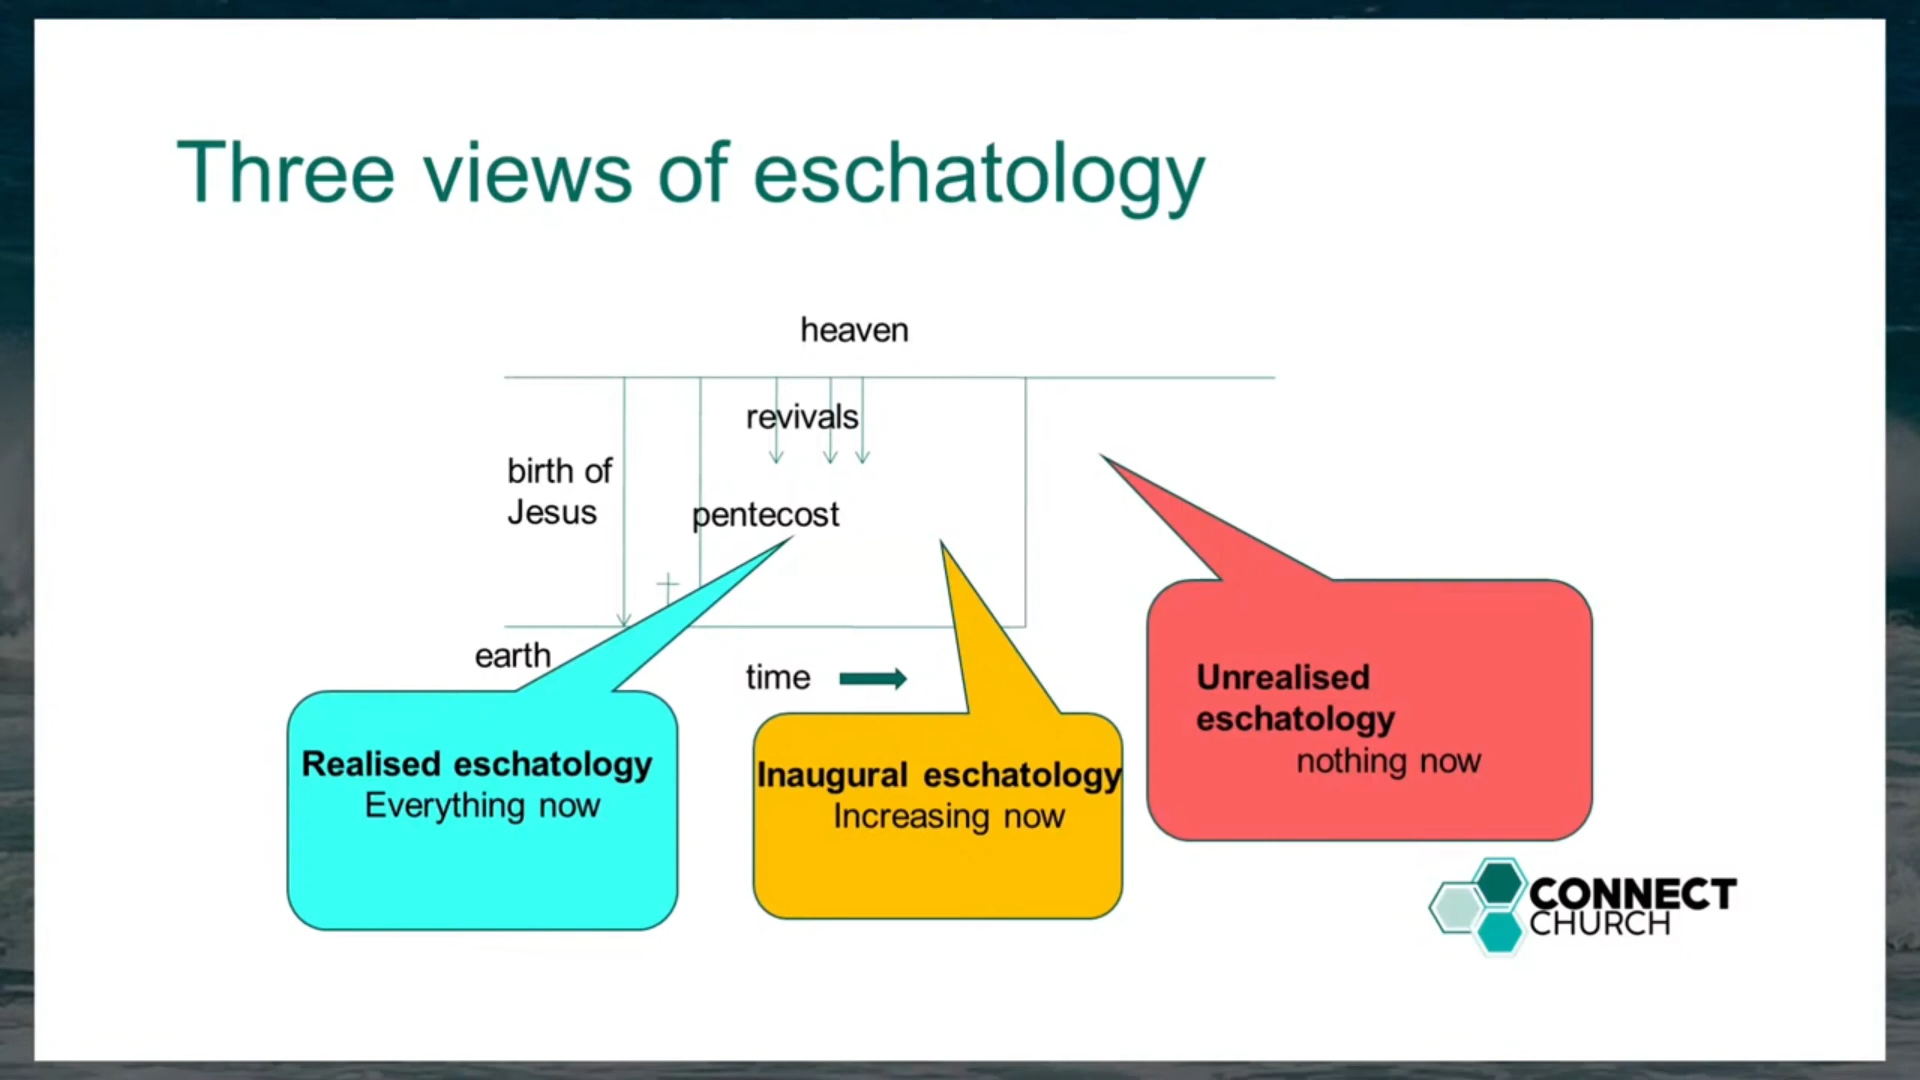 Three views of eschatology
heaven
revivals
birth of
Jesus
pentecost
earth
time
Realised eschatology
Everything now
Inaugural eschatology
Increasing now
Unrealised
eschatology
nothing now
CONNECT
CHURCH